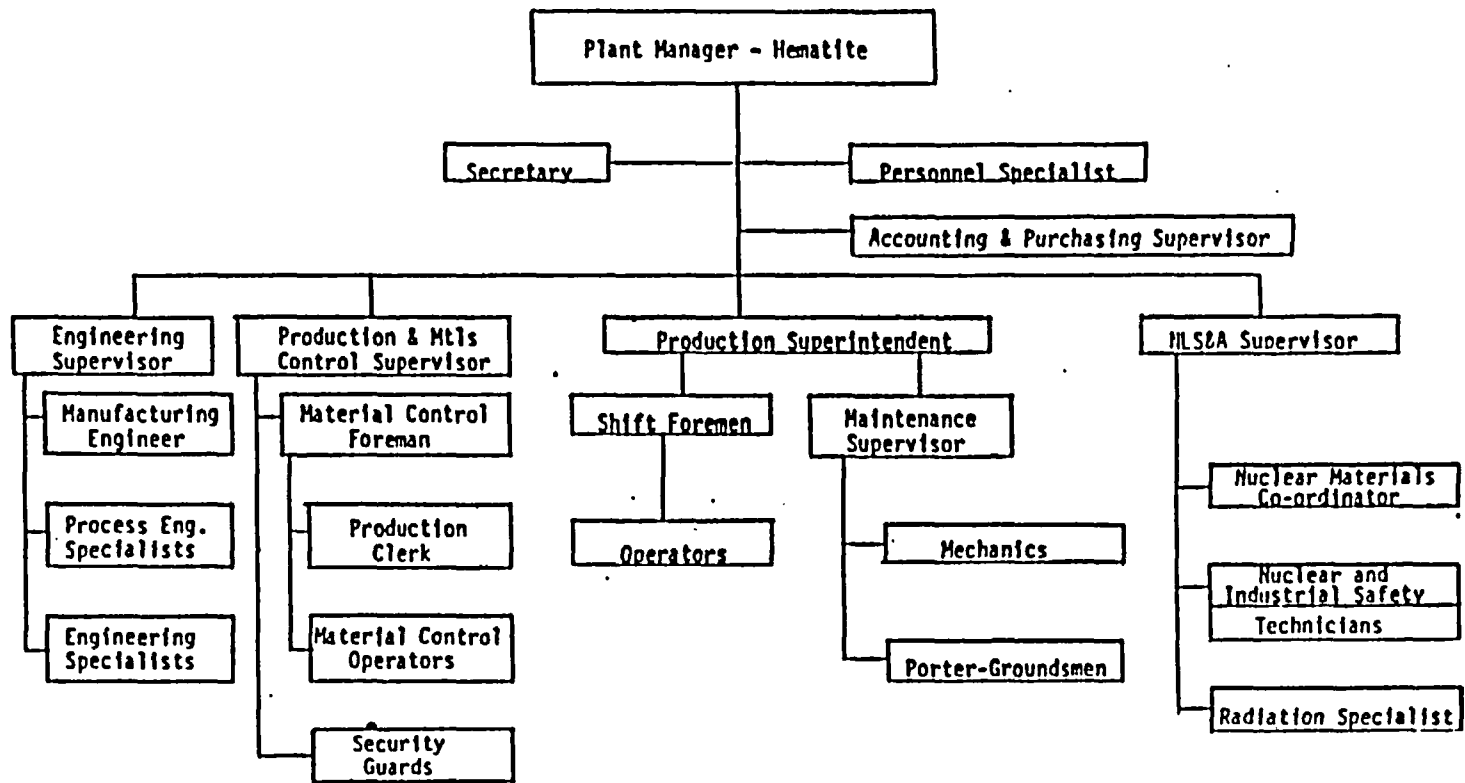 Plant Manager - Hematite
Secretary
Personnel Specialist
Accounting & Purchasing Supervisor
Engineering
Supervisor
Production & Mtls
Control Supervisor
Production Superintendent
NLS&A Supervisor
Manufacturing
Engineer
Material Control
Foreman
Shift Foremen
Maintenance
Supervisor
Nuclear Materials
Co-ordinator
Process Eng.
Specialists
Production
Clerk
Operators
Mechanics
Nuclear and
Industrial Safety
Technicians
Engineering
Specialists
Material Control
Operators
Porter-Groundsmen
Radiation Specialist
Security
Guards